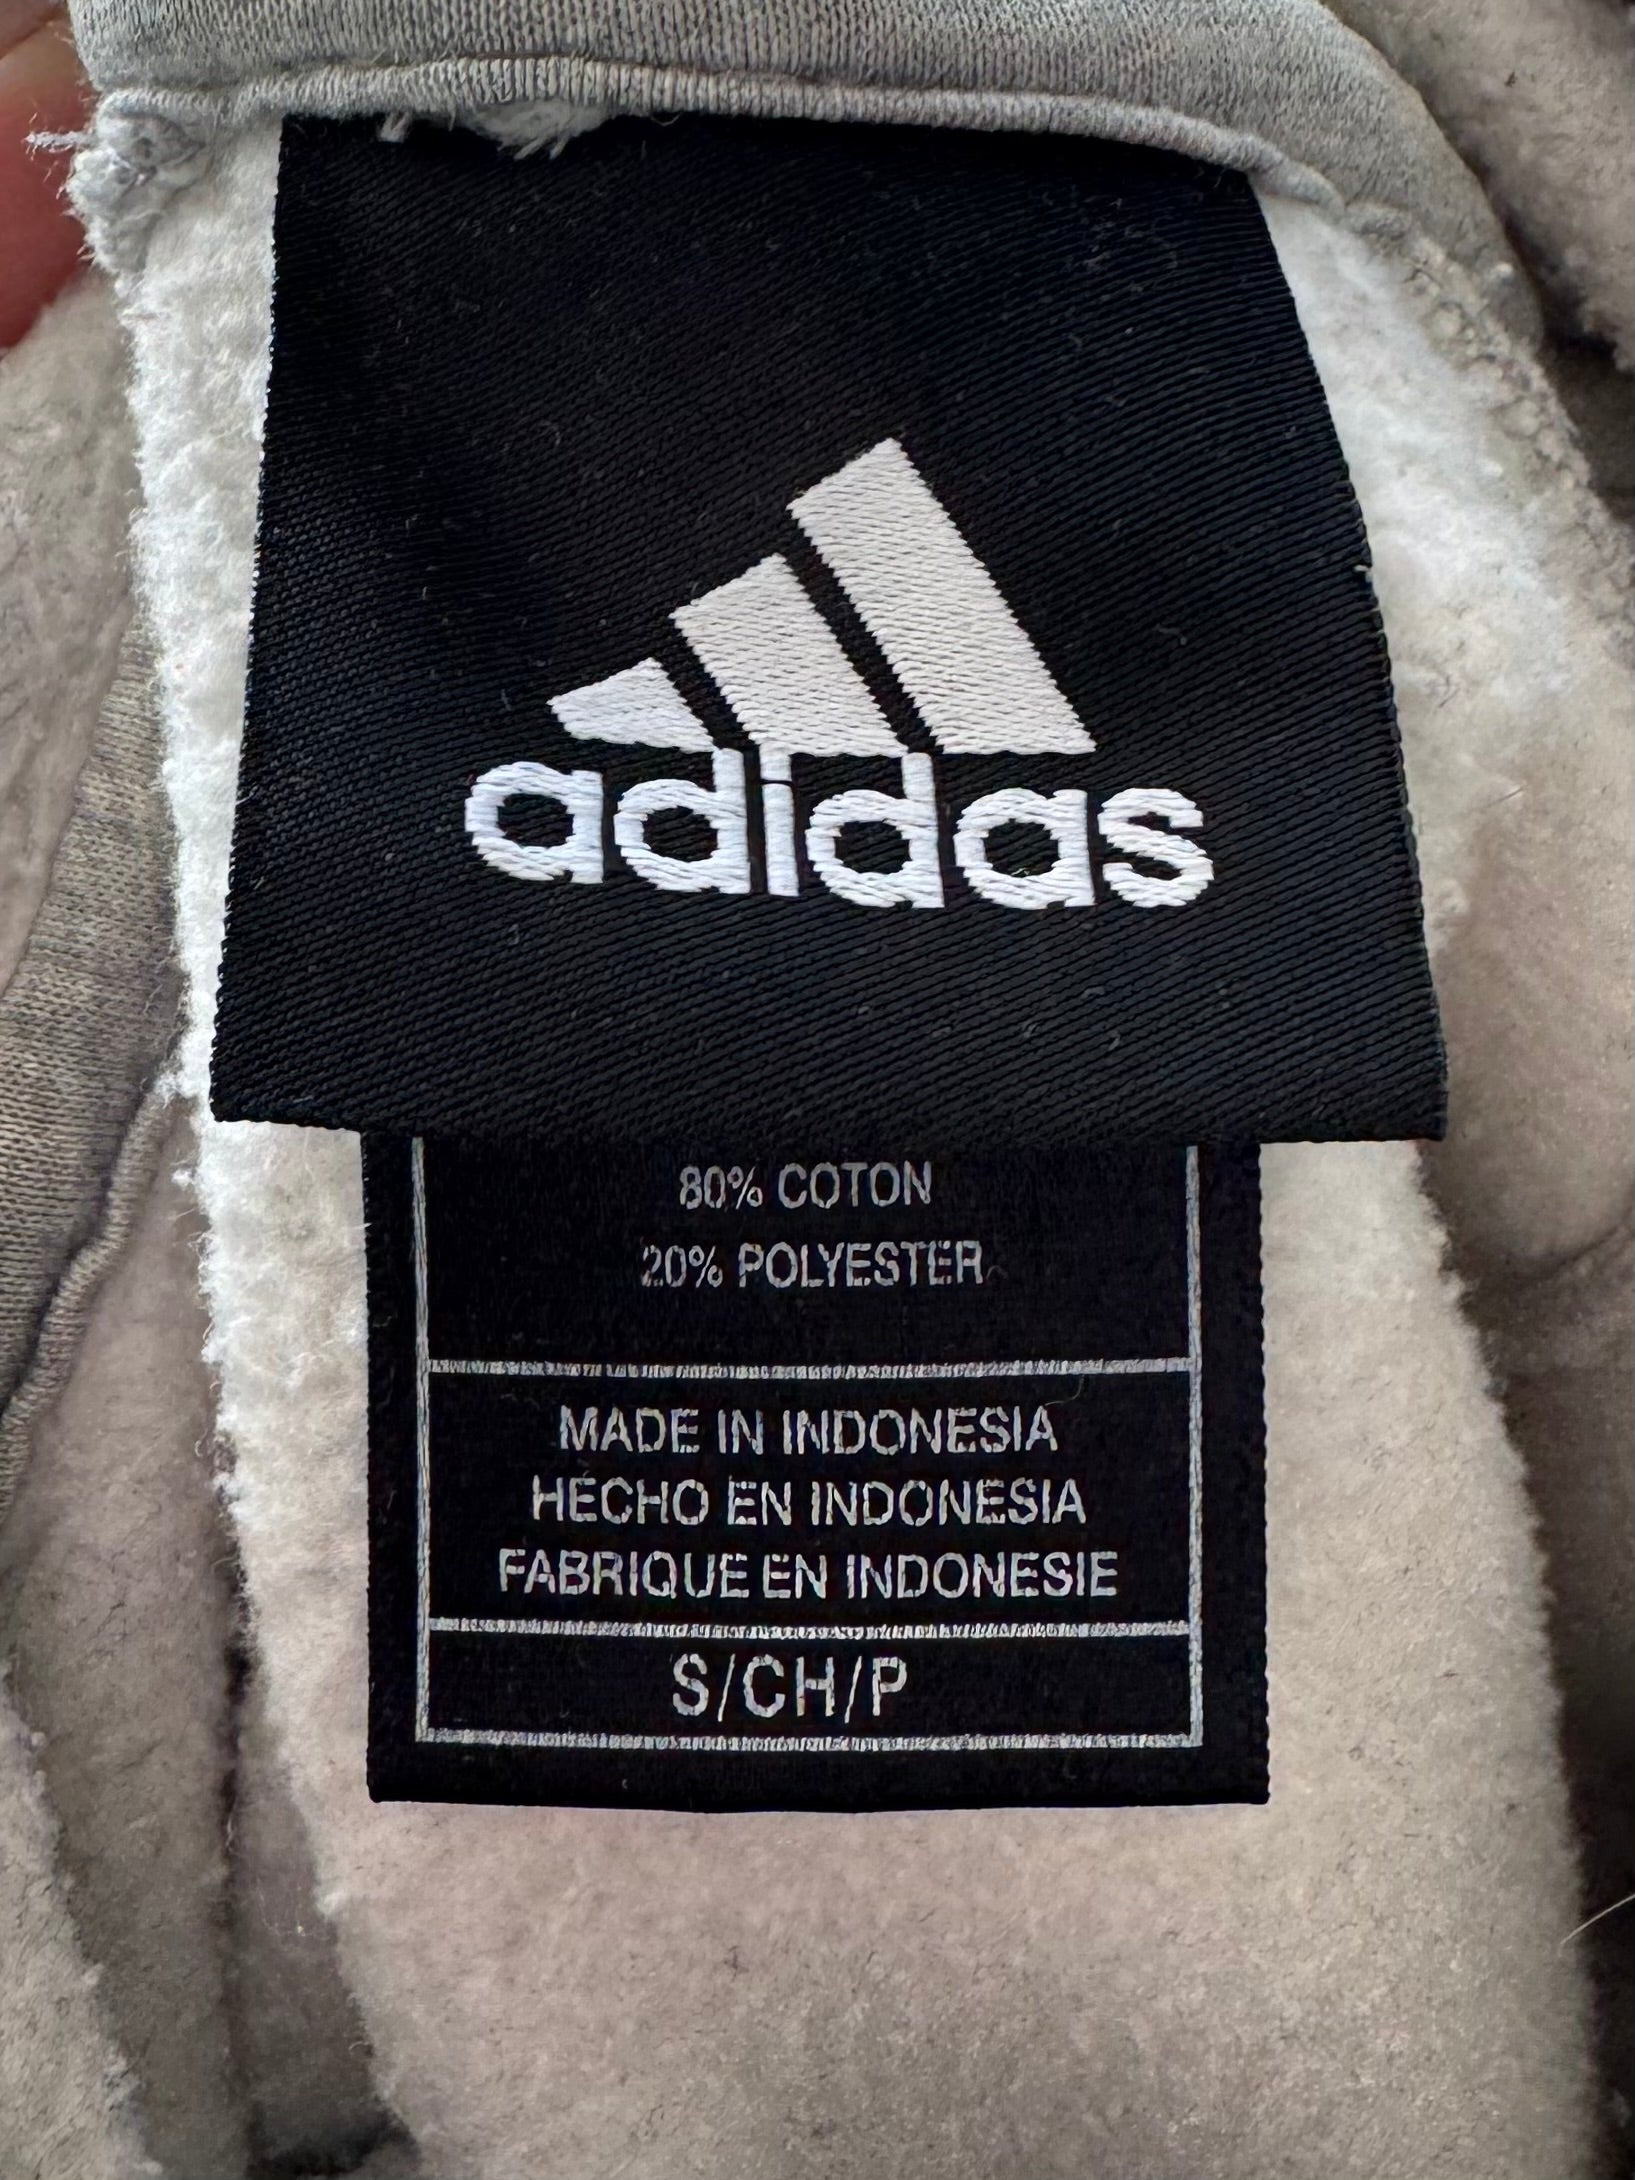 adidas
80% COTON
20% POLYESTER
MADE IN INDONESIA
HECHO EN INDONESIA
FABRIQUE EN INDONESIE
S/CH/P